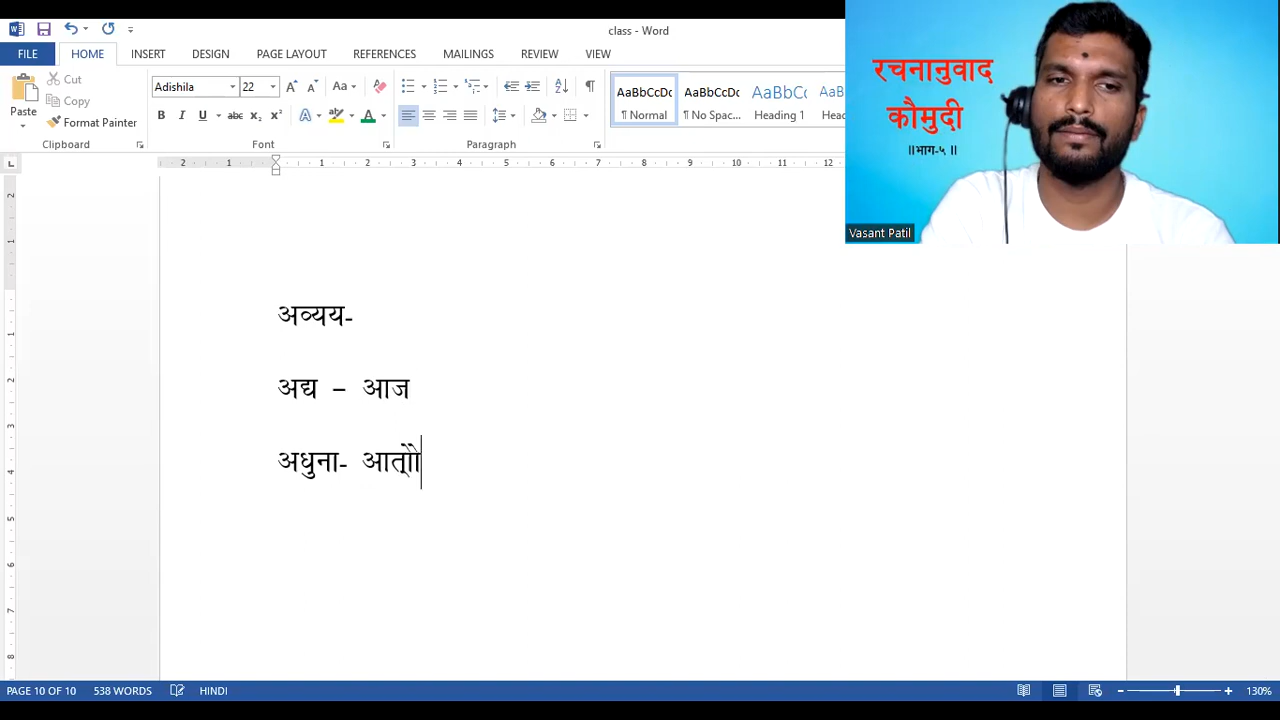 class - Word
FILE HOME INSERT DESIGN PAGE LAYOUT REFERENCES MAILINGS REVIEW VIEW
Cut
Copy
Format Painter
Paste
Adishila 22
Clipboard Font Paragraph
AaBbCcDc AaBbCcDc AaBbCc AaB
¶ Normal ¶ No Spac... Heading 1 Head
रचनानुवाद
कौमुदी
॥भाग-५॥
Vasant Patil
अव्यय-
अद्य – आज
अधुना-
PAGE 10 OF 10 538 WORDS HINDI 130%